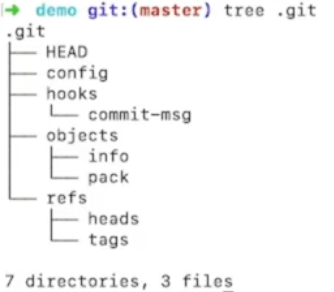 ➜ demo git:(master) tree .git
.git
├── HEAD
├── config
├── hooks
│   └── commit-msg
├── objects
│   ├── info
│   └── pack
└── refs
    ├── heads
    └── tags

7 directories, 3 files